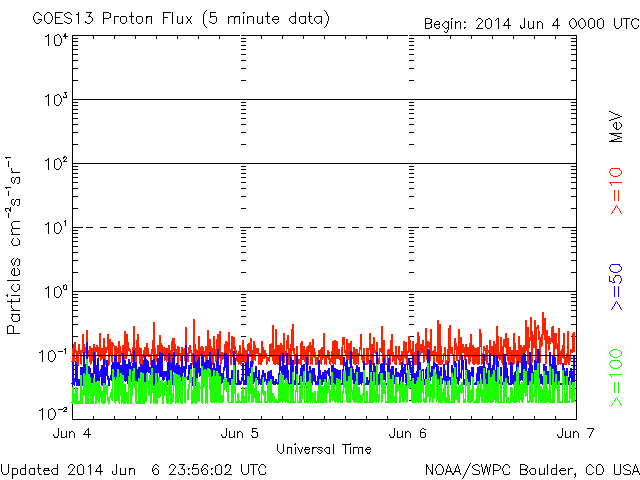 GOES13 Proton Flux (5 minute data)
Begin: 2014 Jun 4 0000 UTC
10⁴
10³
10²
10¹
10⁰
10⁻¹
10⁻²
Particles cm⁻²s⁻¹sr⁻¹
MeV
>=10
>=50
>=100
Jun 4
Jun 5
Jun 6
Jun 7
Universal Time
Updated 2014 Jun 6 23:56:02 UTC
NOAA/SWPC Boulder, CO USA